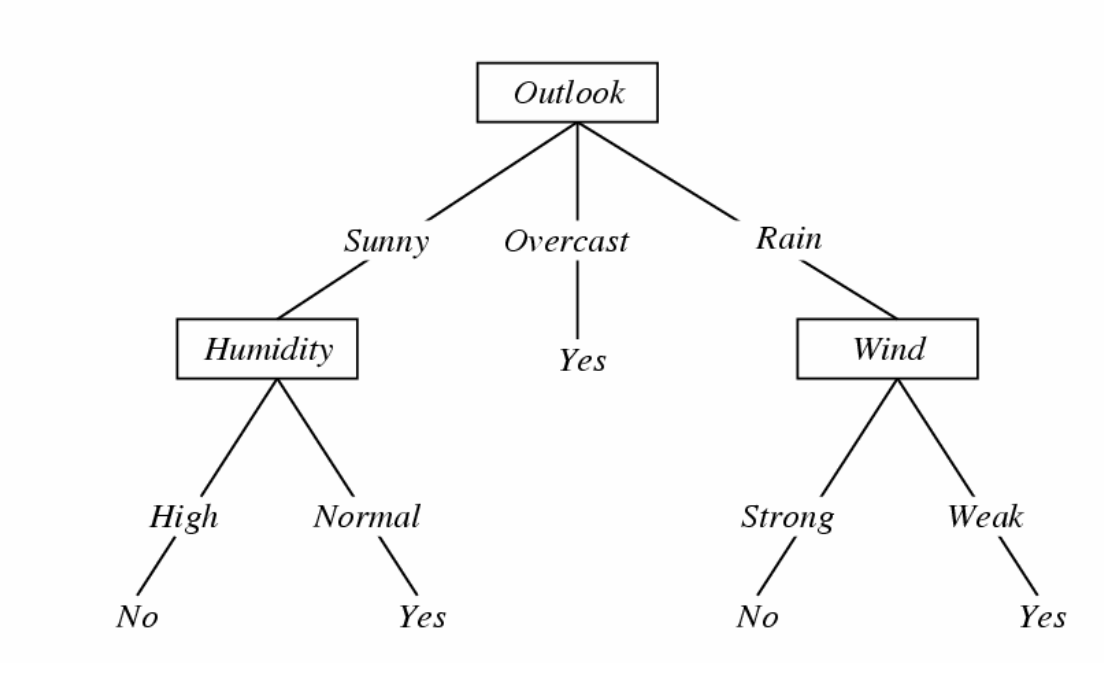 Outlook
Sunny Overcast Rain
Humidity Yes Wind
High Normal Strong Weak
No Yes No Yes